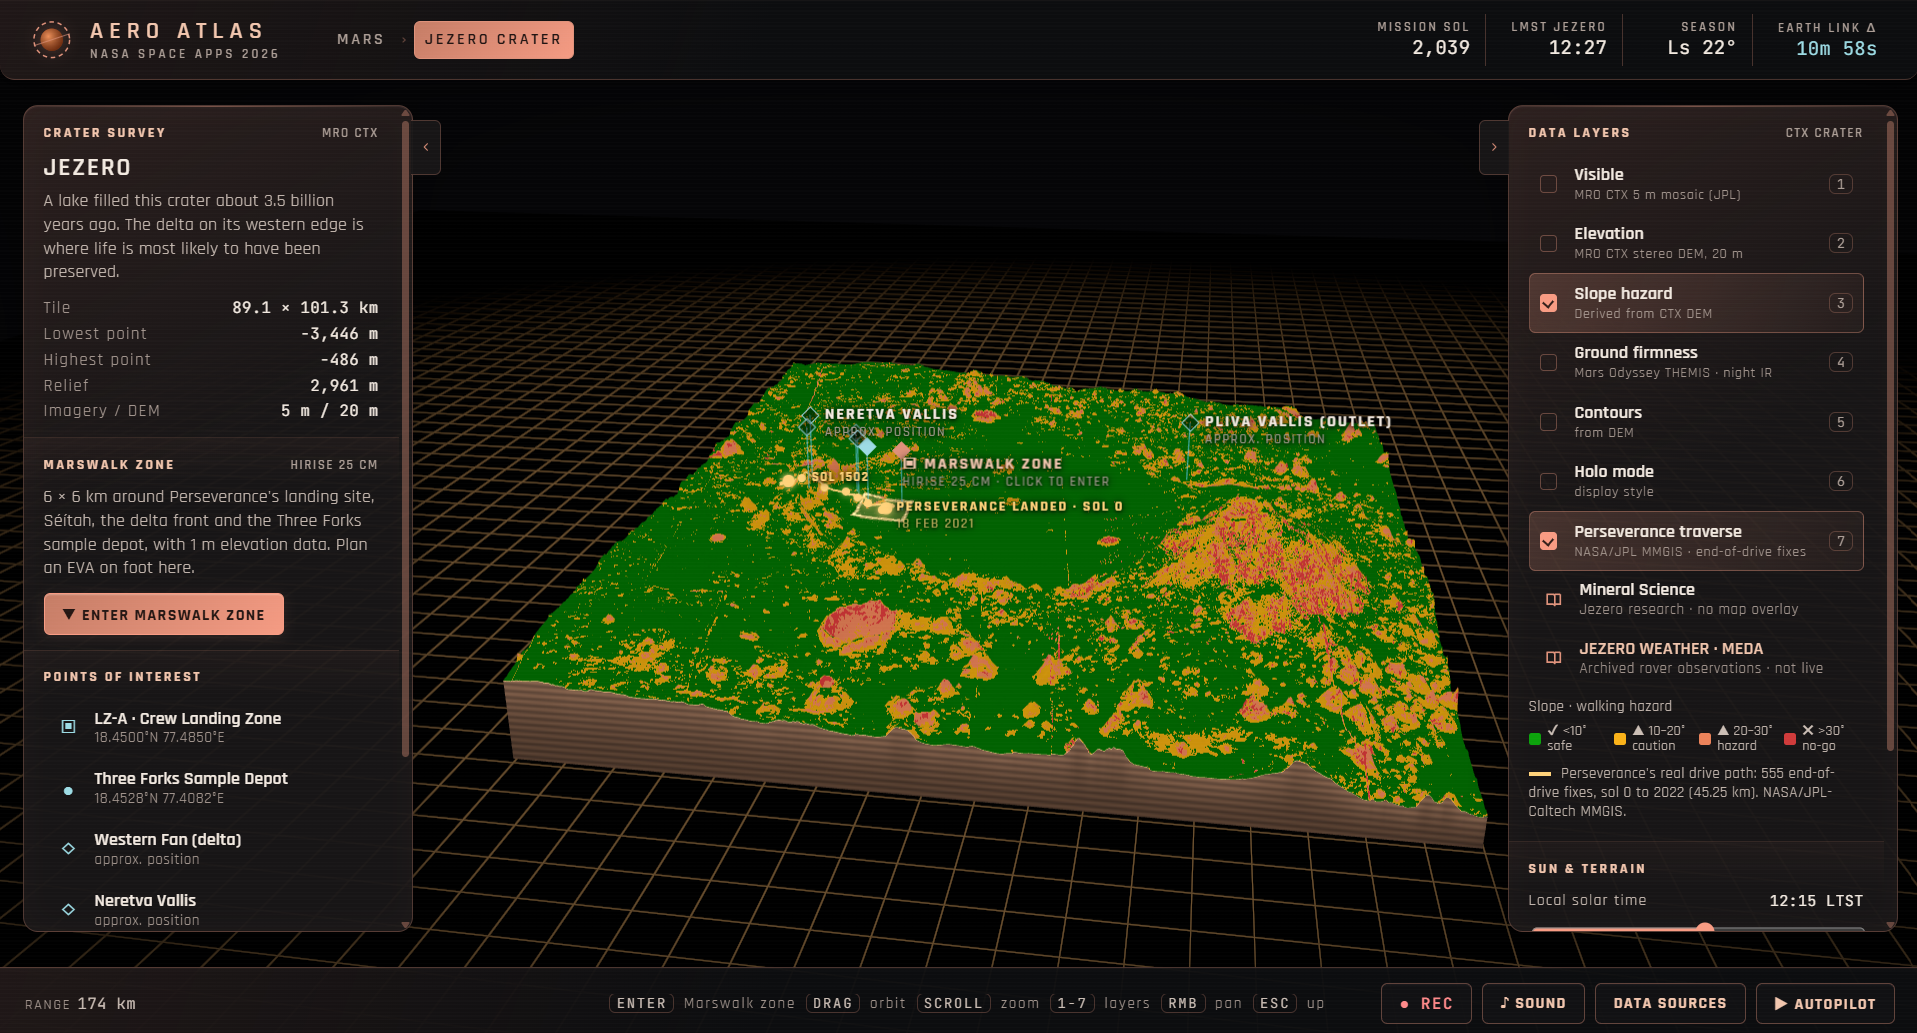 AERO ATLAS
NASA SPACE APPS 2026
MARS › JEZERO CRATER
MISSION SOL
2,039
LMST JEZERO
12:27
SEASON
Ls 22°
EARTH LINK Δ
10m 58s
CRATER SURVEY
MRO CTX
JEZERO
A lake filled this crater about 3.5 billion
years ago. The delta on its western edge is
where life is most likely to have been
preserved.
Tile 89.1 × 101.3 km
Lowest point -3,446 m
Highest point -486 m
Relief 2,961 m
Imagery / DEM 5 m / 20 m
MARSWALK ZONE
HIRISE 25 CM
6 × 6 km around Perseverance's landing site,
Séítah, the delta front and the Three Forks
sample depot, with 1 m elevation data. Plan
an EVA on foot here.
▼ ENTER MARSWALK ZONE
POINTS OF INTEREST
LZ-A · Crew Landing Zone
18.4500°N 77.4850°E
Three Forks Sample Depot
18.4528°N 77.4082°E
Western Fan (delta)
approx. position
Neretva Vallis
approx. position
‹
NERETVA VALLIS
APPROX. POSITION
PLIVA VALLIS (OUTLET)
APPROX. POSITION
MARSWALK ZONE
HIRISE 25 CM · CLICK TO ENTER
SOL 1502
PERSEVERANCE LANDED · SOL 0
18 FEB 2021
›
DATA LAYERS
CTX CRATER
Visible
MRO CTX 5 m mosaic (JPL)
1
Elevation
MRO CTX stereo DEM, 20 m
2
Slope hazard
Derived from CTX DEM
3
Ground firmness
Mars Odyssey THEMIS · night IR
4
Contours
from DEM
5
Holo mode
display style
6
Perseverance traverse
NASA/JPL MMGIS · end-of-drive fixes
7
Mineral Science
Jezero research · no map overlay
JEZERO WEATHER · MEDA
Archived rover observations · not live
Slope · walking hazard
✓ <10° safe
▲ 10–20° caution
▲ 20–30° hazard
✕ >30° no-go
Perseverance's real drive path: 555 end-of-
drive fixes, sol 0 to 2022 (45.25 km). NASA/JPL-
Caltech MMGIS.
SUN & TERRAIN
Local solar time 12:15 LTST
RANGE 174 km
ENTER Marswalk zone DRAG orbit SCROLL zoom 1-7 layers RMB pan ESC up
● REC
♪ SOUND
DATA SOURCES
▶ AUTOPILOT